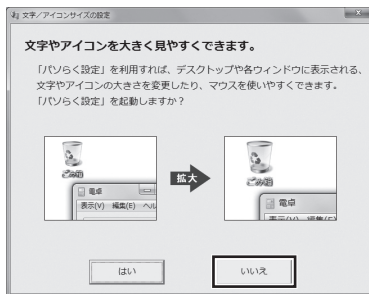 文字／アイコンサイズの設定
文字やアイコンを大きく見やすくできます。
「パソらく設定」を利用すれば、デスクトップや各ウィンドウに表示される、
文字やアイコンの大きさを変更したり、マウスを使いやすくできます。
「パソらく設定」を起動しますか？
ごみ箱
電卓
表示(V) 編集(E) ヘル
拡大
ごみ箱
電卓
表示(V) 編集(E)
はい
いいえ